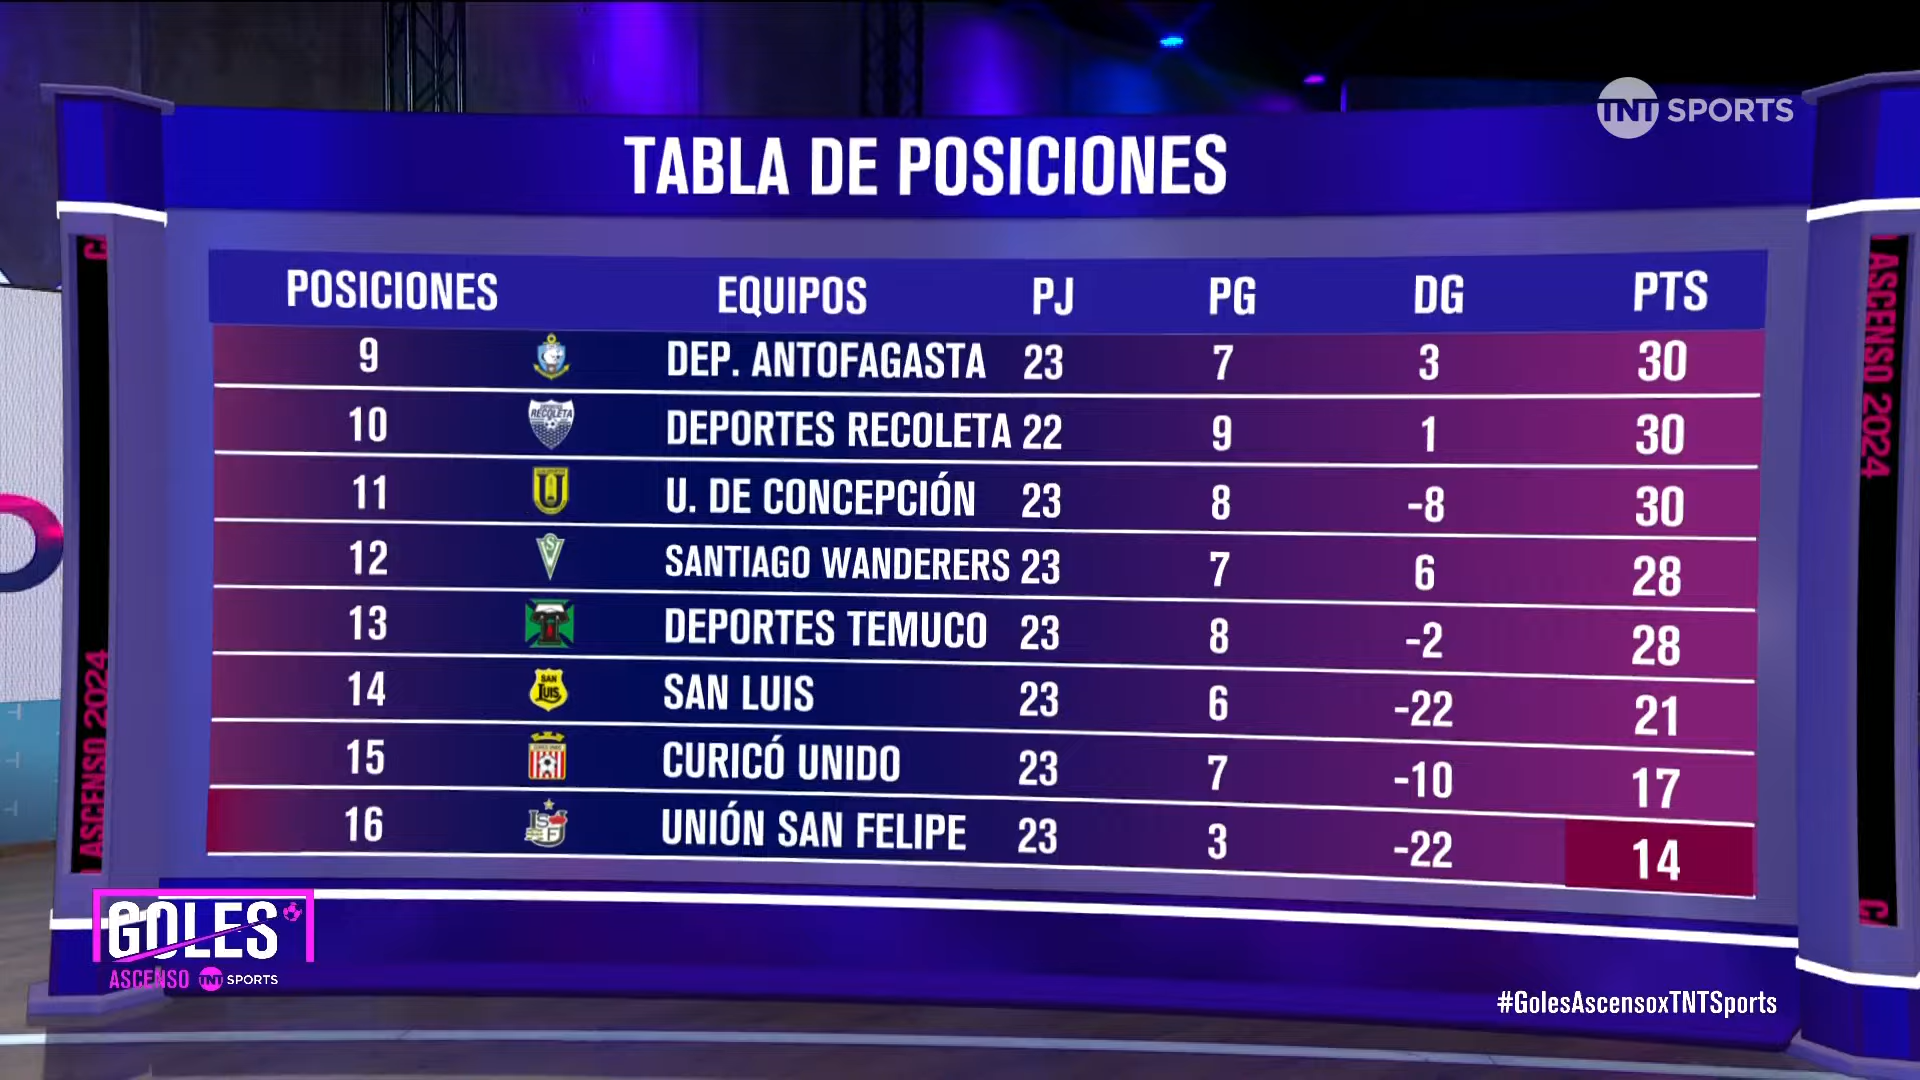 TNT SPORTS
TABLA DE POSICIONES
POSICIONES EQUIPOS PJ PG DG PTS
9 DEP. ANTOFAGASTA 23 7 3 30
10 RECOLETA DEPORTES RECOLETA 22 9 1 30
11 U U. DE CONCEPCIÓN 23 8 -8 30
12 SANTIAGO WANDERERS 23 7 6 28
13 DEPORTES TEMUCO 23 8 -2 28
14 SAN LUIS SAN LUIS 23 6 -22 21
15 CURICÓ UNIDO 23 7 -10 17
16 UNIÓN SAN FELIPE 23 3 -22 14
ASCENSO 2024
ASCENSO 2024
GOLES
ASCENSO TNT SPORTS
#GolesAscensoxTNTSports